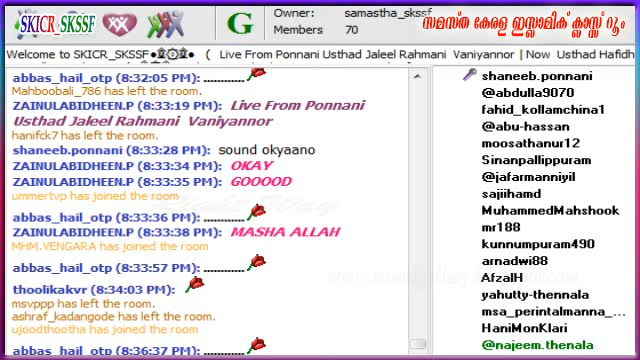 SKICR_SKSSF
G
Owner: samastha_skssf
Members 70
സമസ്ത കേരള ഇസ്ലാമിക് ക്ലാസ്സ് റൂം
Welcome to SKICR_SKSSF
( Live From Ponnani Usthad Jaleel Rahmani Vaniyannor | Now Usthad Hafidh
abbas_hail_otp (8:32:05 PM): ............
Mahboobali_786 has left the room.
ZAINULABIDHEEN.P (8:33:19 PM): Live From Ponnani
Usthad Jaleel Rahmani Vaniyannor
hanifck7 has left the room.
shaneeb.ponnani (8:33:28 PM): sound okyaano
ZAINULABIDHEEN.P (8:33:34 PM): OKAY
ZAINULABIDHEEN.P (8:33:35 PM): GOOOOD
ummertvp has joined the room
abbas_hail_otp (8:33:36 PM): ............
ZAINULABIDHEEN.P (8:33:38 PM): MASHA ALLAH
MHM.VENGARA has joined the room
abbas_hail_otp (8:33:57 PM): ............
thoolikakvr (8:34:03 PM):
msvppp has left the room.
ashraf_kadangode has left the room.
ujoodthootha has joined the room
abbas_hail_otp (8:36:37 PM): ............
shaneeb.ponnani
@abdulla9070
fahid_kollamchina1
@abu-hassan
moosathanur12
Sinanpallippuram
@jafarmanniyil
sajiihamd
MuhammedMahshook
mr188
kunnumpuram490
arnadwi88
AfzalH
yahutty-thennala
msa_perintalmanna_...
HaniMonKlari
@najeem.thenala